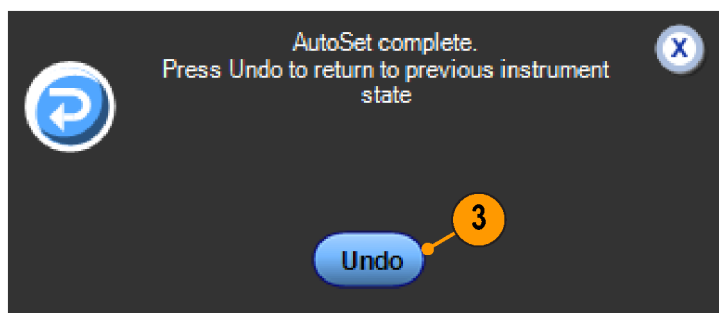 AutoSet complete.
X
Press Undo to return to previous instrument
state
3
Undo